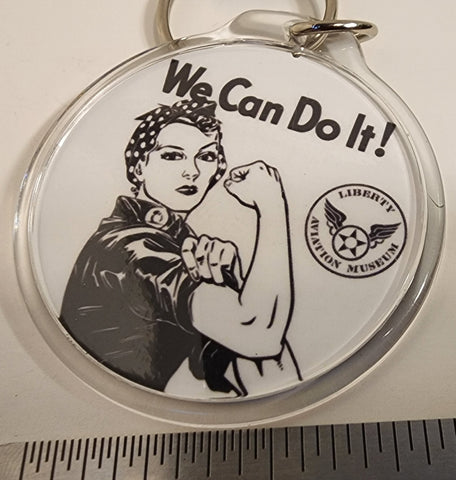 We Can Do It!
LIBERTY
AVIATION MUSEUM